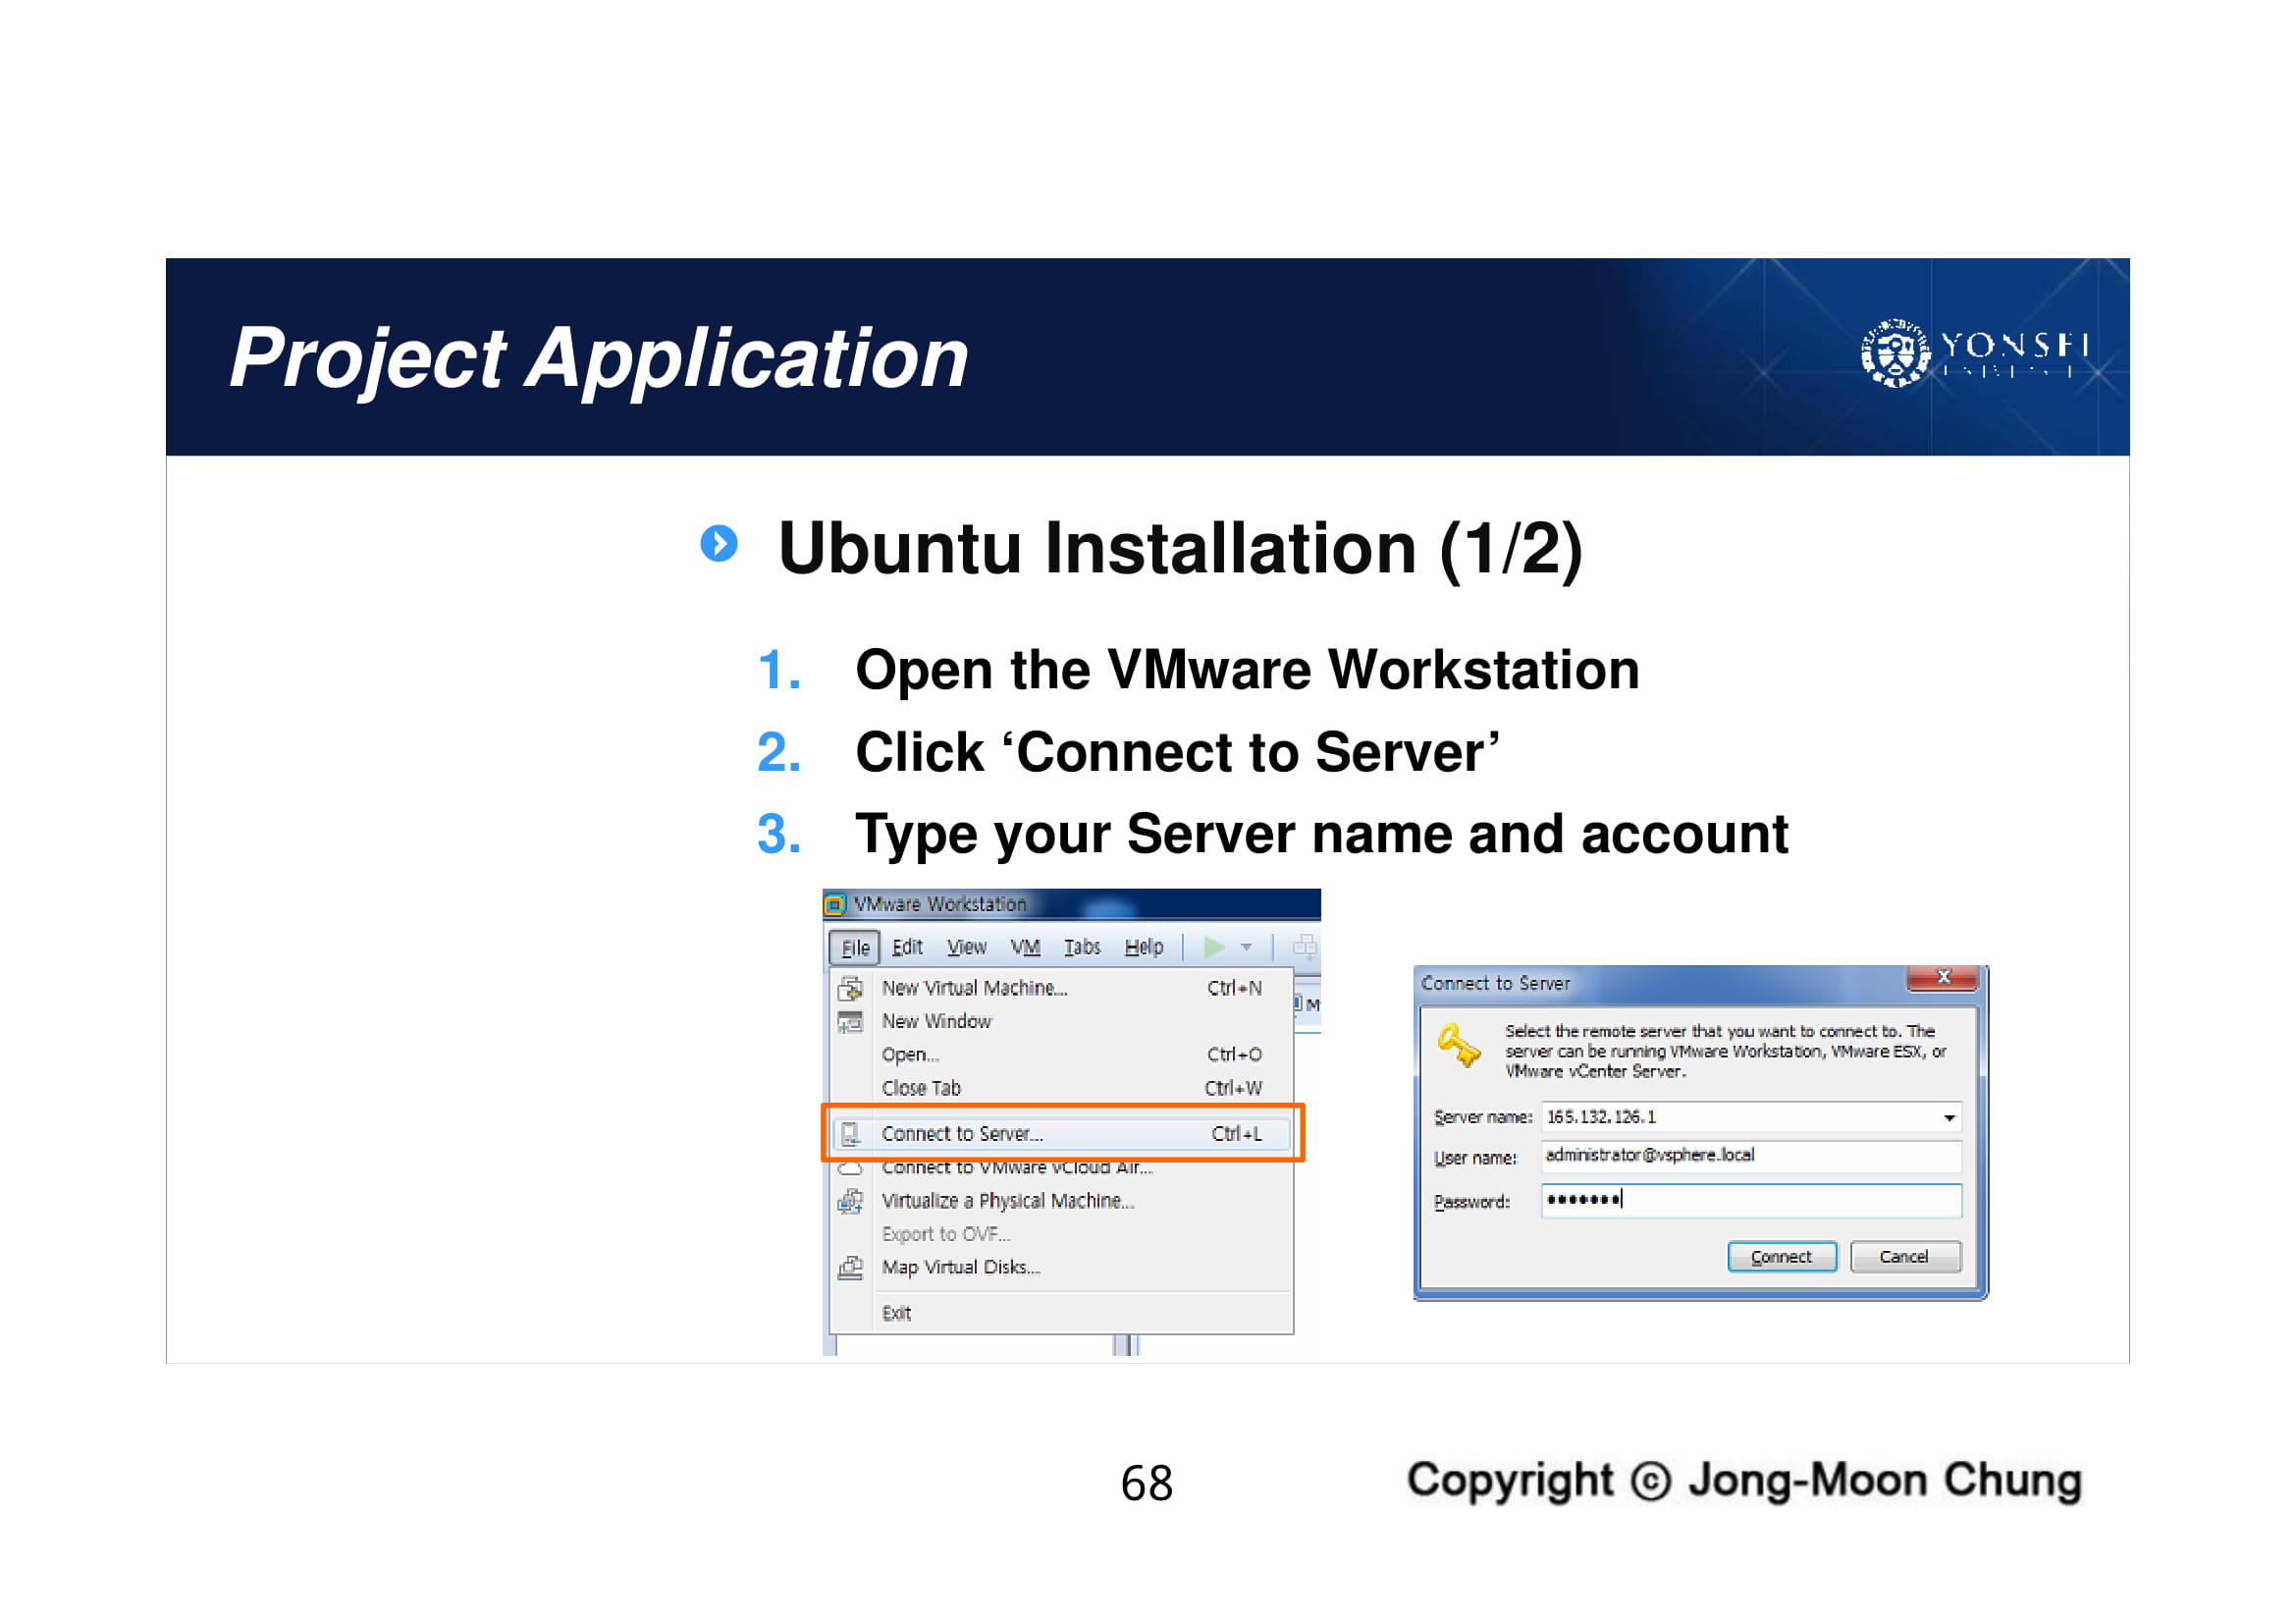 Project Application
YONSEI
Ubuntu Installation (1/2)
1. Open the VMware Workstation
2. Click ‘Connect to Server’
3. Type your Server name and account
VMware Workstation
File Edit View VM Tabs Help
New Virtual Machine... Ctrl+N
New Window
Open... Ctrl+O
Close Tab Ctrl+W
Connect to Server... Ctrl+L
Connect to VMware vCloud Air...
Virtualize a Physical Machine...
Export to OVF...
Map Virtual Disks...
Exit
Connect to Server
Select the remote server that you want to connect to. The
server can be running VMware Workstation, VMware ESX, or
VMware vCenter Server.
Server name: 165.132.126.1
User name: administrator@vsphere.local
Password: •••••••
Connect Cancel
68
Copyright © Jong-Moon Chung